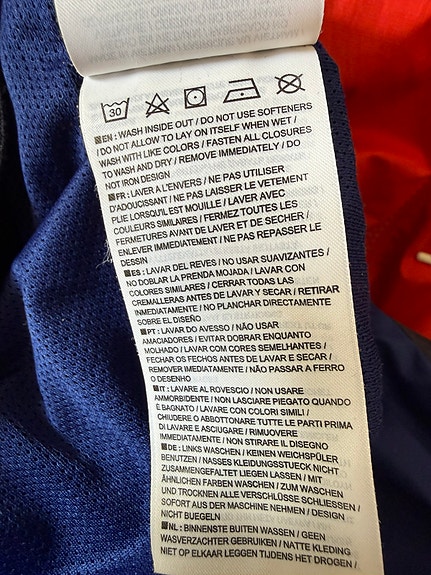 30
EN : WASH INSIDE OUT / DO NOT USE SOFTENERS
/ DO NOT ALLOW TO LAY ON ITSELF WHEN WET /
WASH WITH LIKE COLORS / FASTEN ALL CLOSURES
TO WASH AND DRY / REMOVE IMMEDIATELY / DO
NOT IRON DESIGN
FR : LAVER A L'ENVERS / NE PAS UTILISER
D'ADOUCISSANT / NE PAS LAISSER LE VETEMENT
PLIE LORSQU'IL EST MOUILLE / LAVER AVEC
COULEURS SIMILAIRES / FERMEZ TOUTES LES
FERMETURES AVANT DE LAVER ET DE SECHER /
ENLEVER IMMEDIATEMENT / NE PAS REPASSER LE
DESSIN
ES : LAVAR DEL REVES / NO USAR SUAVIZANTES /
NO DOBLAR LA PRENDA MOJADA / LAVAR CON
COLORES SIMILARES / CERRAR TODAS LAS
CREMALLERAS ANTES DE LAVAR Y SECAR / RETIRAR
INMEDIATAMENTE / NO PLANCHAR DIRECTAMENTE
SOBRE EL DISEÑO
PT : LAVAR DO AVESSO / NÃO USAR
AMACIADORES / EVITAR DOBRAR ENQUANTO
MOLHADO / LAVAR COM CORES SEMELHANTES /
FECHAR OS FECHOS ANTES DE LAVAR E SECAR /
REMOVER IMEDIATAMENTE / NÃO PASSAR A FERRO
O DESENHO
IT : LAVARE AL ROVESCIO / NON USARE
AMMORBIDENTE / NON LASCIARE PIEGATO QUANDO
È BAGNATO / LAVARE CON COLORI SIMILI /
CHIUDERE O ABBOTTONARE TUTTE LE PARTI PRIMA
DI LAVARE E ASCIUGARE / RIMUOVERE
IMMEDIATAMENTE / NON STIRARE IL DISEGNO
DE : LINKS WASCHEN / KEINEN WEICHSPÜLER
BENUTZEN / NASSES KLEIDUNGSSTUECK NICHT
ZUSAMMENGEFALTET LIEGEN LASSEN / MIT
ÄHNLICHEN FARBEN WASCHEN / ZUM WASCHEN
UND TROCKNEN ALLE VERSCHLÜSSE SCHLIESSEN /
SOFORT AUS DER MASCHINE NEHMEN / DESIGN
NICHT BUEGELN
NL : BINNENSTE BUITEN WASSEN / GEEN
WASVERZACHTER GEBRUIKEN / NATTE KLEDING
NIET OP ELKAAR LEGGEN TIJDENS HET DROGEN /